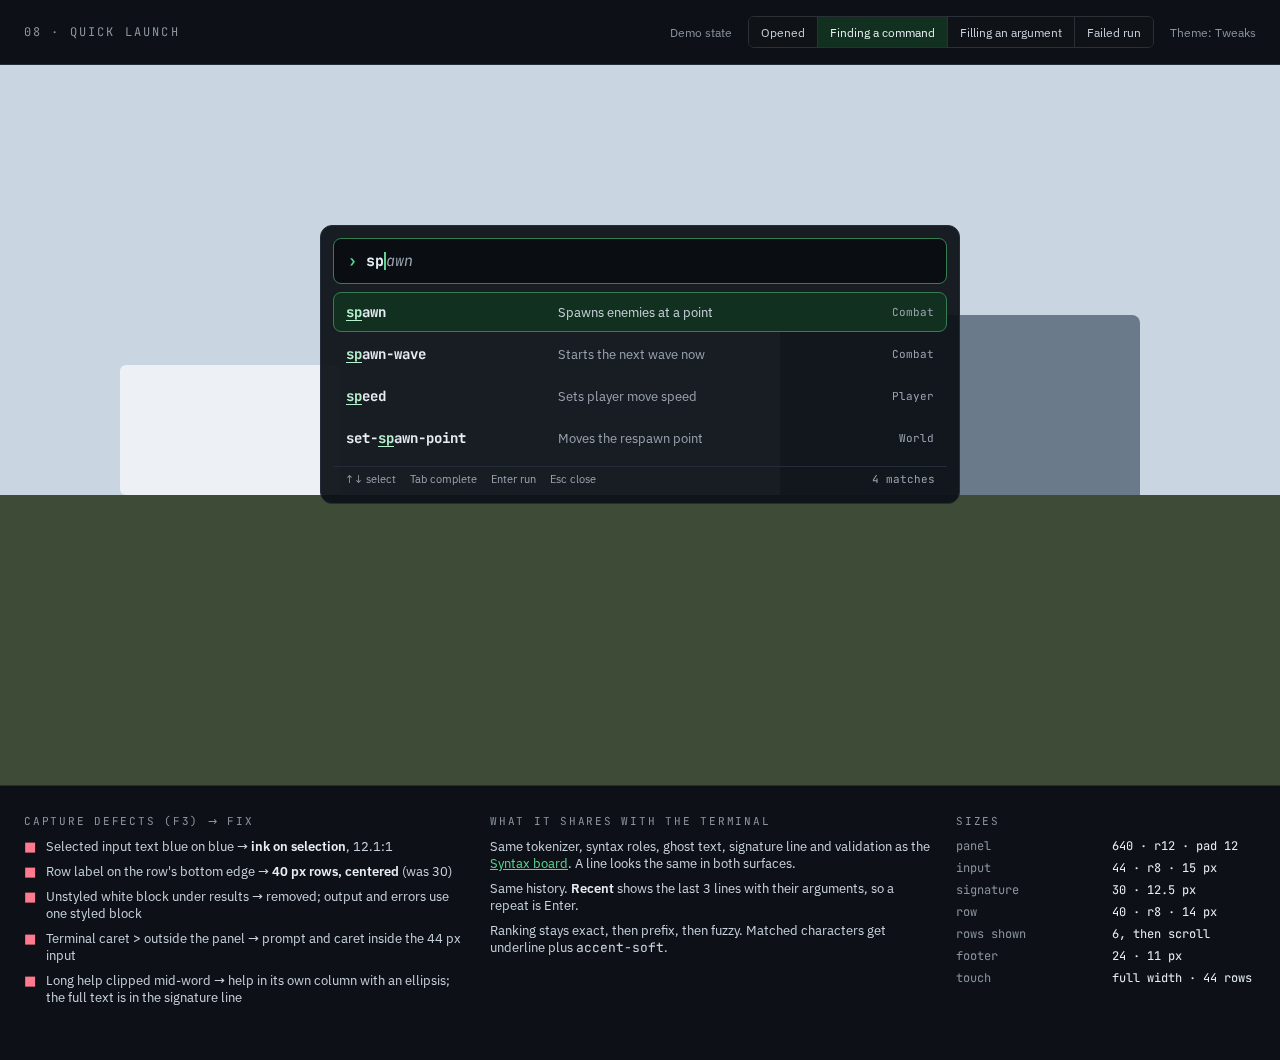 08 · QUICK LAUNCH
Demo state
Opened
Finding a command
Filling an argument
Failed run
Theme: Tweaks
› spawn
spawn Spawns enemies at a point Combat
spawn-wave Starts the next wave now Combat
speed Sets player move speed Player
set-spawn-point Moves the respawn point World
↑↓ select Tab complete Enter run Esc close 4 matches
CAPTURE DEFECTS (F3) → FIX
Selected input text blue on blue → ink on selection, 12.1:1
Row label on the row's bottom edge → 40 px rows, centered (was 30)
Unstyled white block under results → removed; output and errors use
one styled block
Terminal caret > outside the panel → prompt and caret inside the 44 px
input
Long help clipped mid-word → help in its own column with an ellipsis;
the full text is in the signature line
WHAT IT SHARES WITH THE TERMINAL
Same tokenizer, syntax roles, ghost text, signature line and validation as the
Syntax board. A line looks the same in both surfaces.
Same history. Recent shows the last 3 lines with their arguments, so a
repeat is Enter.
Ranking stays exact, then prefix, then fuzzy. Matched characters get
underline plus accent-soft.
SIZES
panel 640 · r12 · pad 12
input 44 · r8 · 15 px
signature 30 · 12.5 px
row 40 · r8 · 14 px
rows shown 6, then scroll
footer 24 · 11 px
touch full width · 44 rows